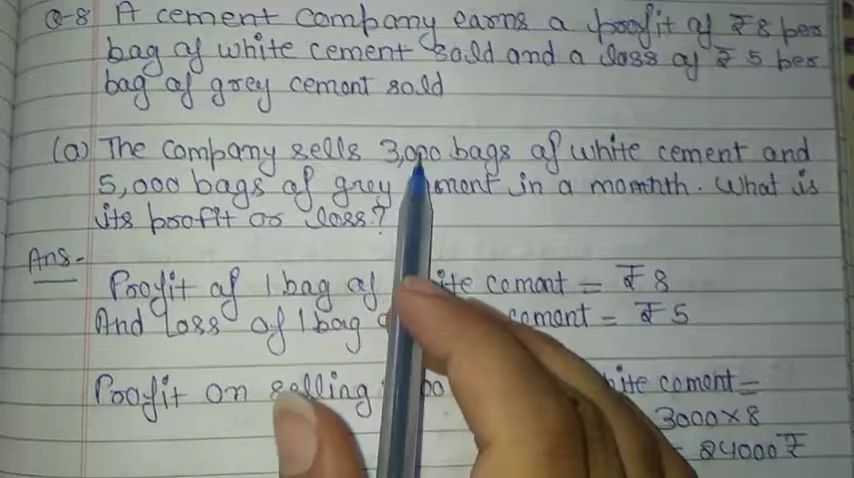 Q-8 A cement company earns a profit of ₹8 per
bag of white cement sold and a loss of ₹ 5 per
bag of grey cement sold
(a) The company sells 3,000 bags of white cement and
5,000 bags of grey in a momnth. What is
its profit or loss?
Ans-
Profit of 1 bag of cement = ₹ 8
And Loss of 1 bag cement = ₹ 5
Profit on selling cement =
3000×8
= 24000₹